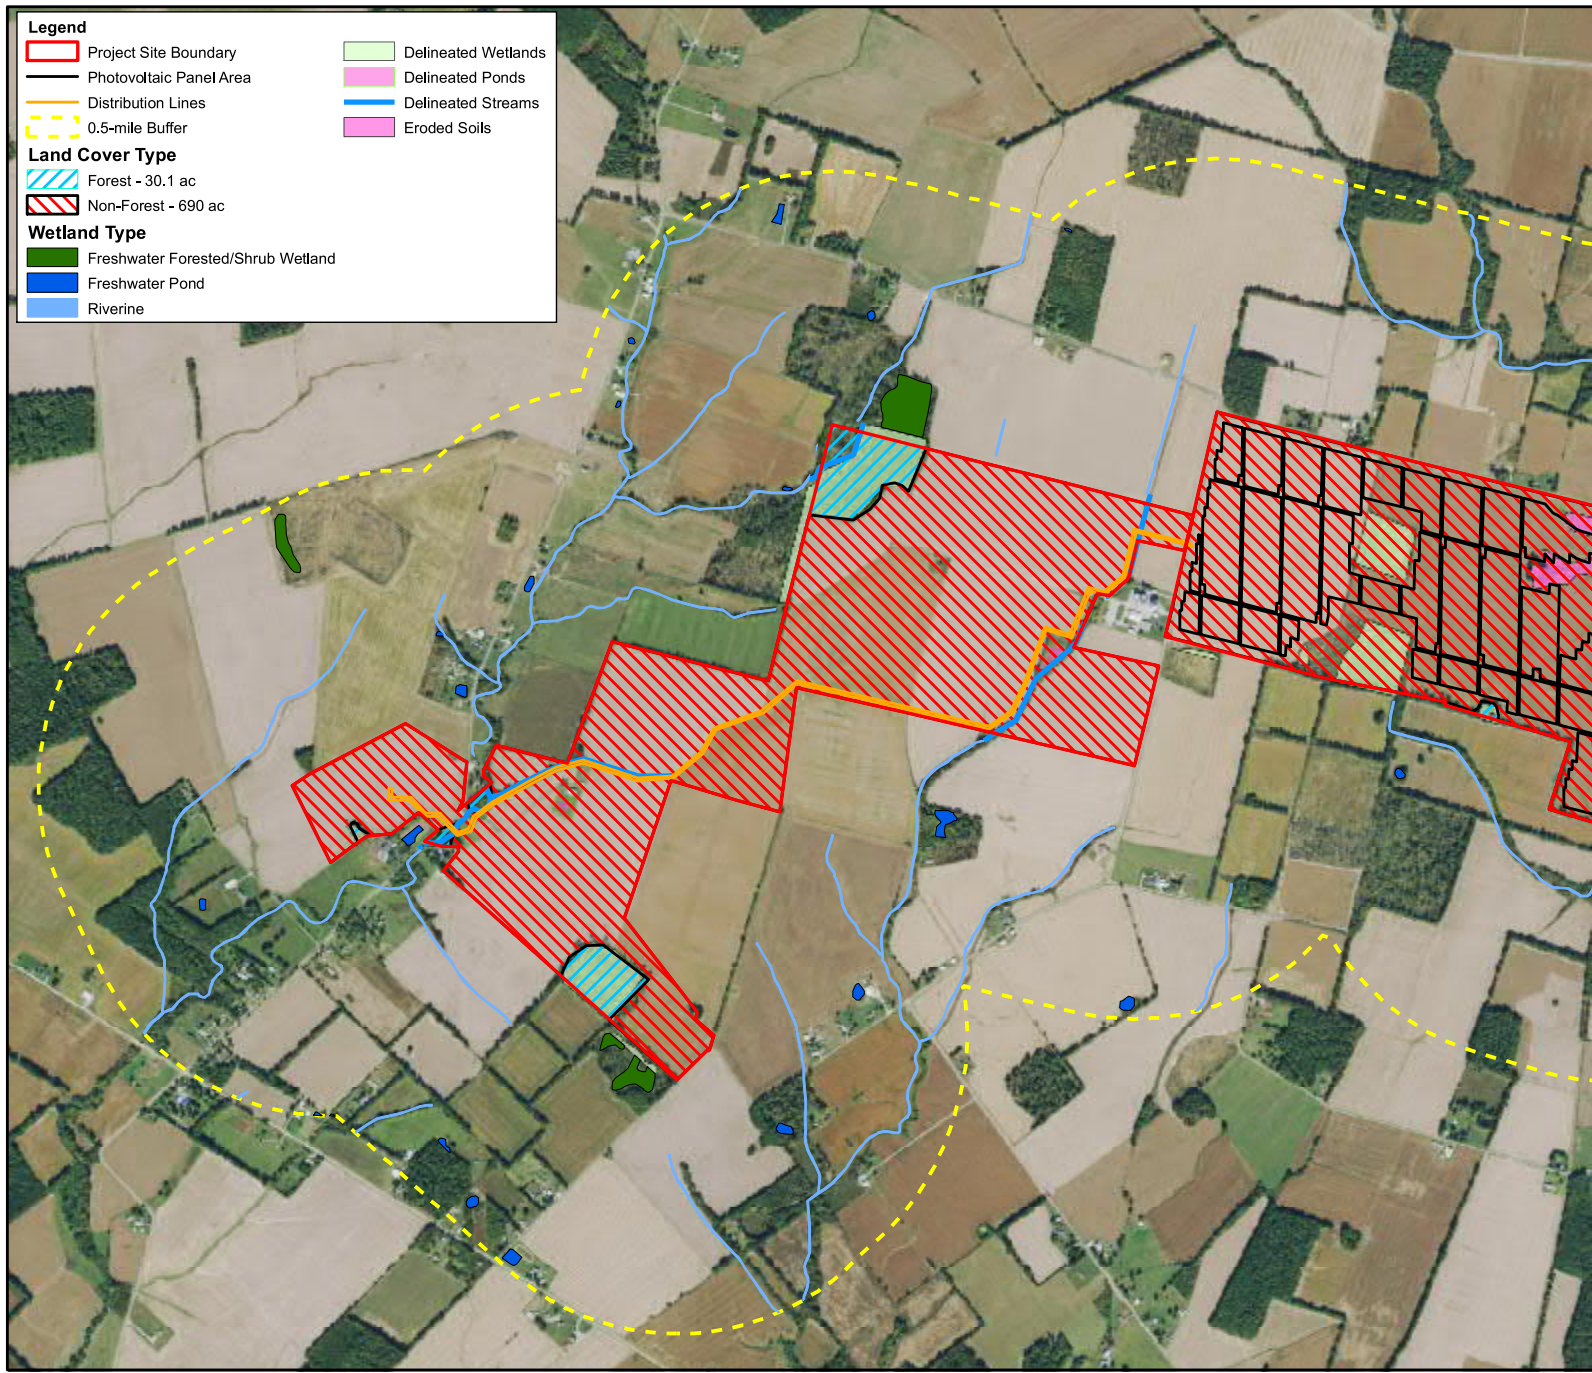 Legend
Project Site Boundary
Photovoltaic Panel Area
Distribution Lines
0.5-mile Buffer
Land Cover Type
Forest - 30.1 ac
Non-Forest - 690 ac
Wetland Type
Freshwater Forested/Shrub Wetland
Freshwater Pond
Riverine
Delineated Wetlands
Delineated Ponds
Delineated Streams
Eroded Soils